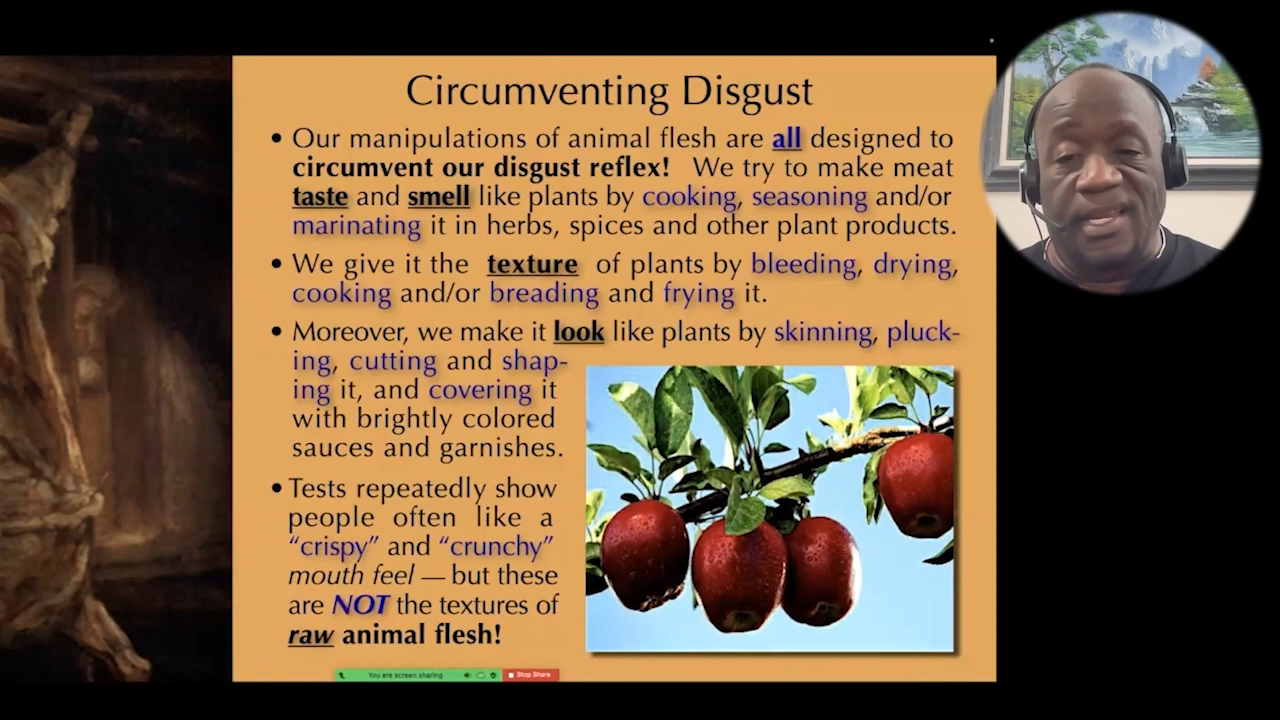 Circumventing Disgust
• Our manipulations of animal flesh are all designed to
circumvent our disgust reflex! We try to make meat
taste and smell like plants by cooking, seasoning and/or
marinating it in herbs, spices and other plant products.
• We give it the texture of plants by bleeding, drying,
cooking and/or breading and frying it.
• Moreover, we make it look like plants by skinning, pluck-
ing, cutting and shap-
ing it, and covering it
with brightly colored
sauces and garnishes.
• Tests repeatedly show
people often like a
“crispy” and “crunchy”
mouth feel — but these
are NOT the textures of
raw animal flesh!
You are screen sharing
Stop Share